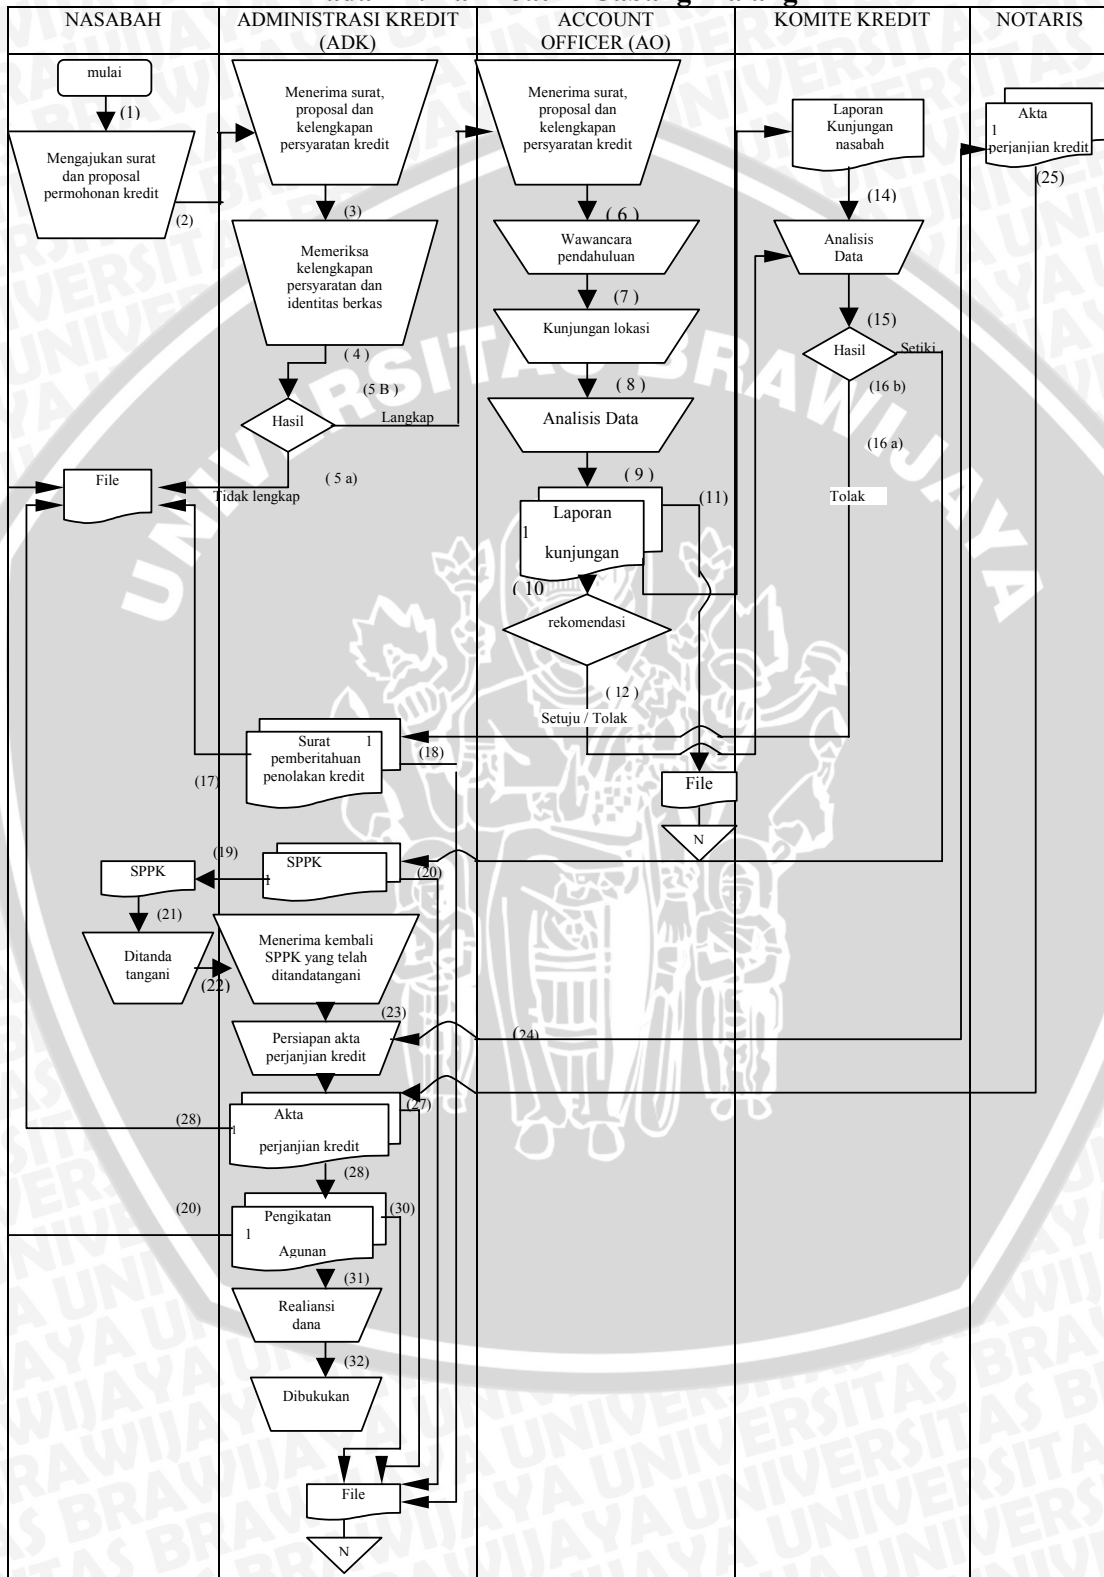 NASABAH
ADMINISTRASI KREDIT
(ADK)
ACCOUNT
OFFICER (AO)
KOMITE KREDIT
NOTARIS
mulai
(1)
Mengajukan surat
dan proposal
permohonan kredit
(2)
Menerima surat,
proposal dan
kelengkapan
persyaratan kredit
(3)
Memeriksa
kelengkapan
persyaratan dan
identitas berkas
( 4 )
(5 B )
Hasil
Langkap
( 5 a)
Tidak lengkap
File
Menerima surat,
proposal dan
kelengkapan
persyaratan kredit
( 6 )
Wawancara
pendahuluan
(7 )
Kunjungan lokasi
( 8 )
Analisis Data
( 9 )
(11)
Laporan
1
kunjungan
( 10
rekomendasi
( 12 )
Setuju / Tolak
File
N
Laporan
Kunjungan
nasabah
(14)
Analisis
Data
(15)
Hasil
Setiki
(16 b)
(16 a)
Tolak
Akta
1
perjanjian kredit
(25)
Surat
1
pemberitahuan
penolakan kredit
(17)
(18)
(19)
SPPK
SPPK
1
(20)
(21)
Ditanda
tangani
(22)
Menerima kembali
SPPK yang telah
ditandatangani
(23)
(24)
Persiapan akta
perjanjian kredit
(27)
(28)
Akta
1
perjanjian kredit
(28)
(20)
(30)
Pengikatan
1
Agunan
(31)
Realiansi
dana
(32)
Dibukukan
File
N
UNIVERSITAS BRAWIJAYA